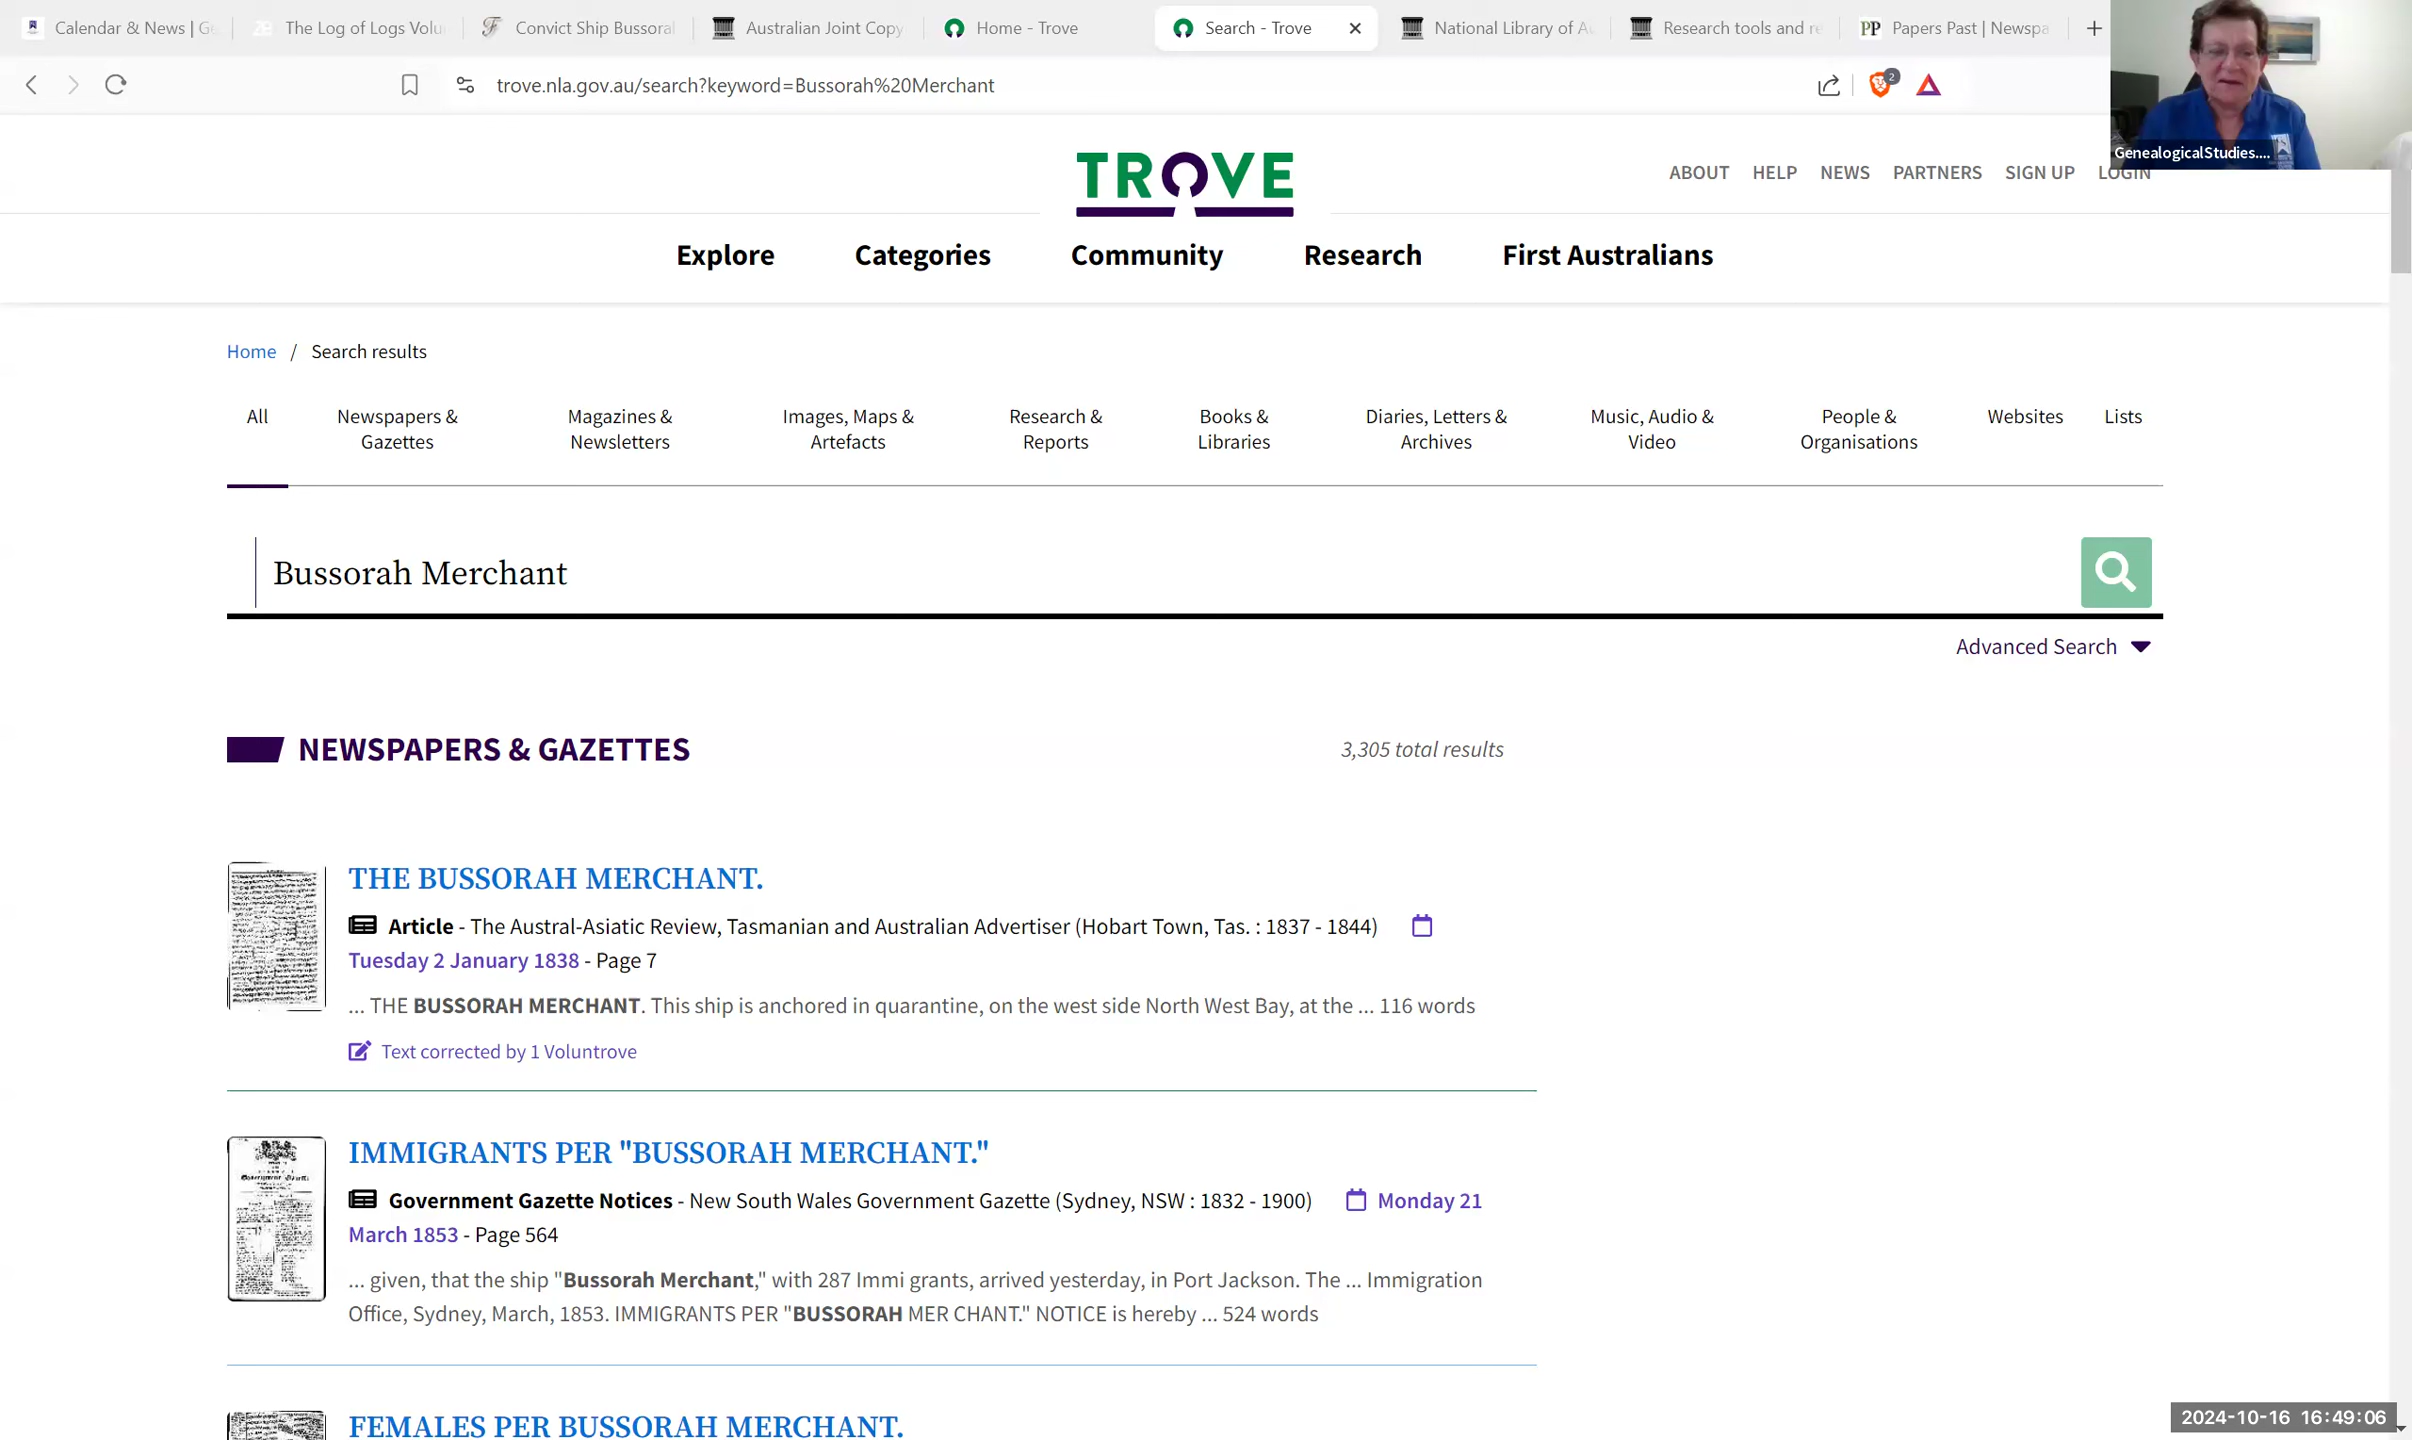 Calendar & News | Ge
The Log of Logs Volu
Convict Ship Bussoral
Australian Joint Copy
Home - Trove
Search - Trove
National Library of Au
Research tools and re
PP Papers Past | Newspa
trove.nla.gov.au/search?keyword=Bussorah%20Merchant
2
GenealogicalStudies....
TROVE
ABOUT HELP NEWS PARTNERS SIGN UP LOGIN
Explore Categories Community Research First Australians
Home / Search results
All
Newspapers &
Gazettes
Magazines &
Newsletters
Images, Maps &
Artefacts
Research &
Reports
Books &
Libraries
Diaries, Letters &
Archives
Music, Audio &
Video
People &
Organisations
Websites
Lists
Bussorah Merchant
Advanced Search
NEWSPAPERS & GAZETTES
3,305 total results
THE BUSSORAH MERCHANT.
Article - The Austral-Asiatic Review, Tasmanian and Australian Advertiser (Hobart Town, Tas. : 1837 - 1844)
Tuesday 2 January 1838 - Page 7
... THE BUSSORAH MERCHANT. This ship is anchored in quarantine, on the west side North West Bay, at the ... 116 words
Text corrected by 1 Voluntrove
IMMIGRANTS PER "BUSSORAH MERCHANT."
Government Gazette Notices - New South Wales Government Gazette (Sydney, NSW : 1832 - 1900) Monday 21
March 1853 - Page 564
... given, that the ship "Bussorah Merchant," with 287 Immi grants, arrived yesterday, in Port Jackson. The ... Immigration
Office, Sydney, March, 1853. IMMIGRANTS PER "BUSSORAH MER CHANT." NOTICE is hereby ... 524 words
FEMALES PER BUSSORAH MERCHANT.
2024-10-16 16:49:06